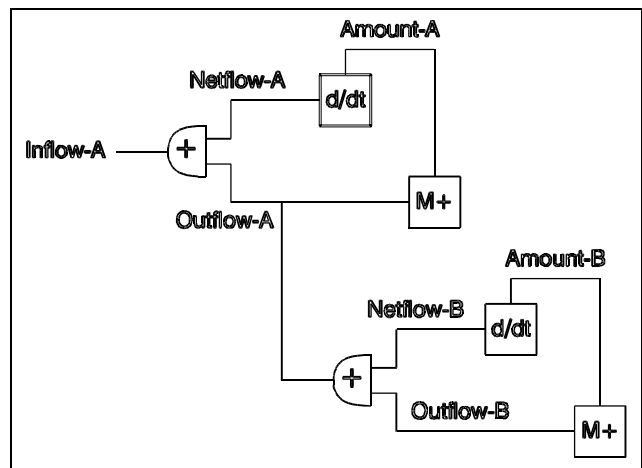 Amount-A
Netflow-A
d/dt
Inflow-A
+
M+
Outflow-A
Amount-B
Netflow-B
d/dt
+
Outflow-B
M+